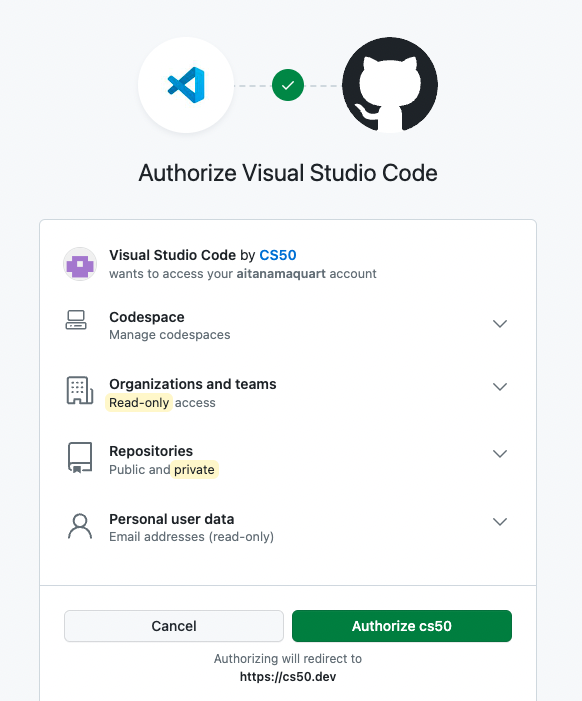 Authorize Visual Studio Code
Visual Studio Code by CS50
wants to access your aitanamaquart account
Codespace
Manage codespaces
Organizations and teams
Read-only access
Repositories
Public and private
Personal user data
Email addresses (read-only)
Cancel
Authorize cs50
Authorizing will redirect to
https://cs50.dev